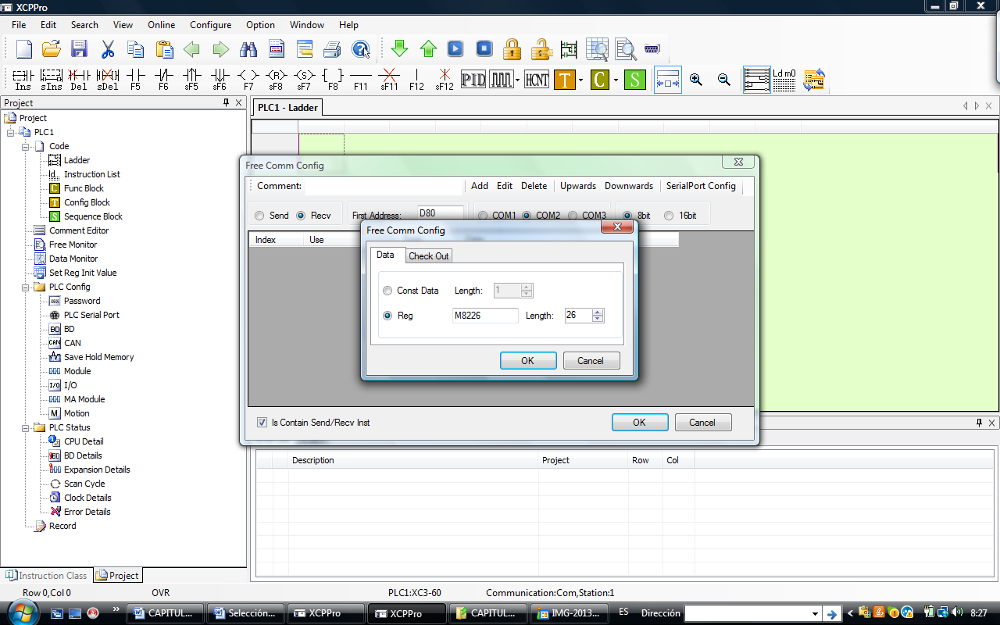 XCPPro
File Edit Search View Online Configure Option Window Help
Ins sIns Del sDel F5 F6 sF5 sF6 F7 F8 F9 F8 F11 sF11 F12 sF12 PID HCNT T C S Ld m0
Project
PLC1 - Ladder
Project
PLC1
Code
Ladder
Instruction List
Func Block
Config Block
Sequence Block
Comment Editor
Free Monitor
Data Monitor
Set Reg Init Value
PLC Config
Password
PLC Serial Port
BD
CAN
Save Hold Memory
Module
I/O
MA Module
Motion
PLC Status
CPU Detail
BD Details
Expansion Details
Scan Cycle
Clock Details
Error Details
Record
Instruction Class Project
Free Comm Config
Comment: Add Edit Delete Upwards Downwards SerialPort Config
Send Recv First Address: D80 COM1 COM2 COM3 8bit 16bit
Index Use
Free Comm Config
Data Check Out
Const Data Length: 1
Reg M8226 Length: 26
OK Cancel
Is Contain Send/Recv Inst OK Cancel
Description Project Row Col
Row 0,Col 0 OVR PLC1:XC3-60 Communication:Com,Station:1
CAPITUL... Selección... XCPPro XCPPro CAPITUL... IMG-2013... ES Dirección 8:27